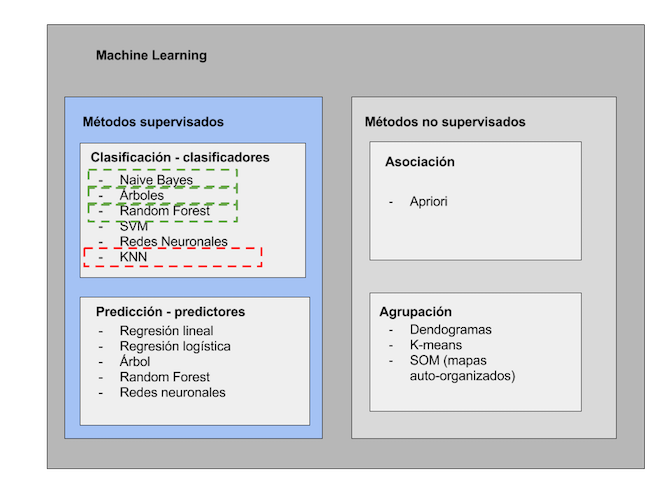 Machine Learning
Métodos supervisados
Clasificación - clasificadores
- Naive Bayes
- Árboles
- Random Forest
- SVM
- Redes Neuronales
- KNN
Predicción - predictores
- Regresión lineal
- Regresión logística
- Árbol
- Random Forest
- Redes neuronales
Métodos no supervisados
Asociación
- Apriori
Agrupación
- Dendogramas
- K-means
- SOM (mapas
auto-organizados)